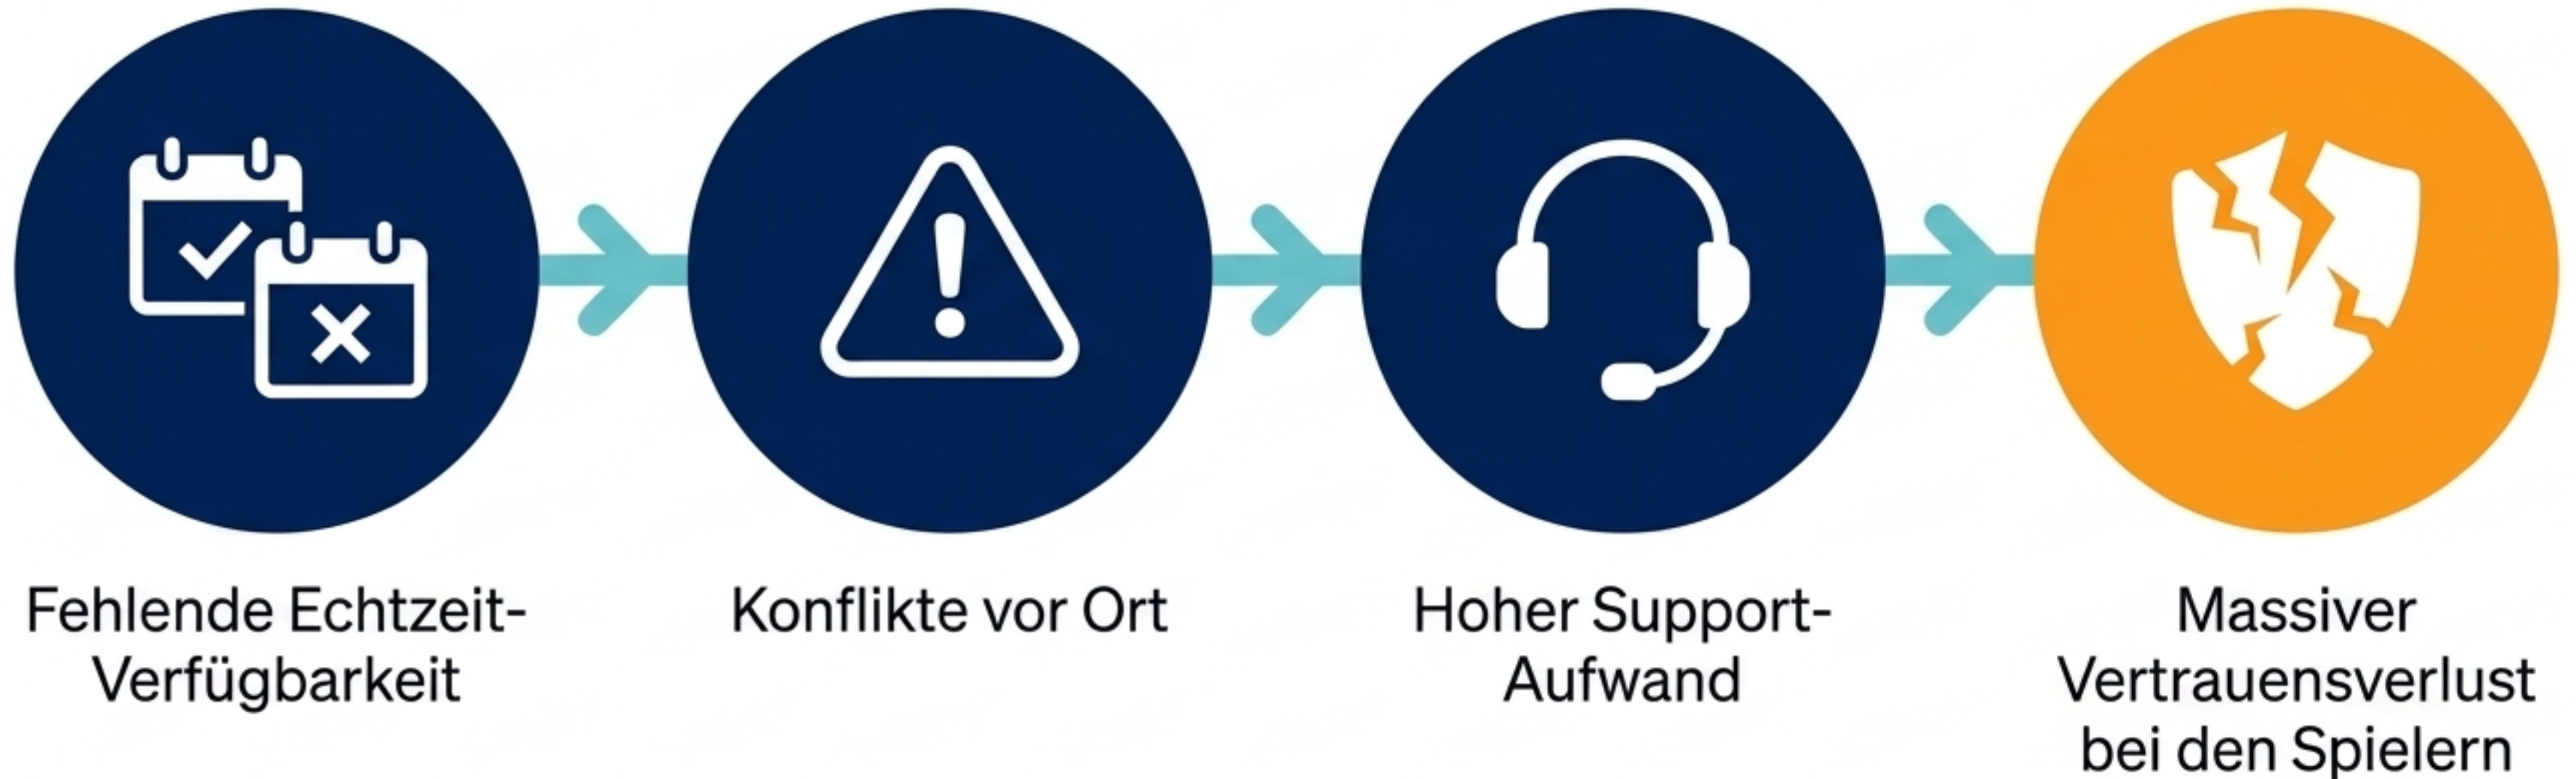 Fehlende Echtzeit-
Verfügbarkeit
Konflikte vor Ort
Hoher Support-
Aufwand
Massiver
Vertrauensverlust
bei den Spielern